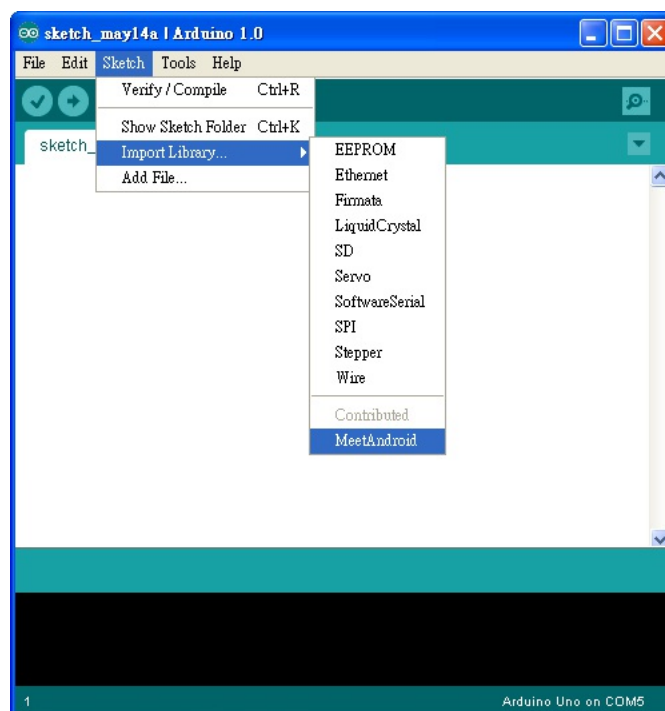 sketch_may14a | Arduino 1.0
File Edit Sketch Tools Help
Verify / Compile Ctrl+R
Show Sketch Folder Ctrl+K
sketch_
Import Library...
Add File...
EEPROM
Ethernet
Firmata
LiquidCrystal
SD
Servo
SoftwareSerial
SPI
Stepper
Wire
Contributed
MeetAndroid
1 Arduino Uno on COM5